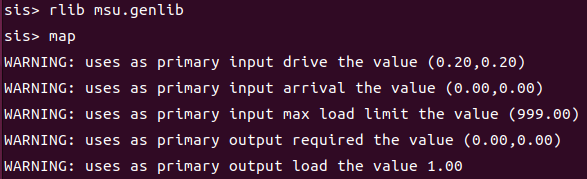 sis> rlib msu.genlib
sis> map
WARNING: uses as primary input drive the value (0.20,0.20)
WARNING: uses as primary input arrival the value (0.00,0.00)
WARNING: uses as primary input max load limit the value (999.00)
WARNING: uses as primary output required the value (0.00,0.00)
WARNING: uses as primary output load the value 1.00